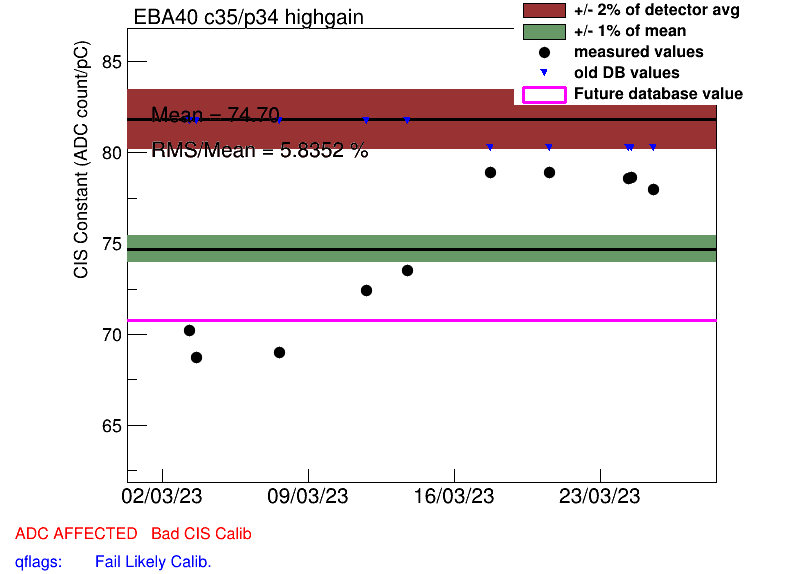 EBA40 c35/p34 highgain
+/- 2% of detector avg
+/- 1% of mean
measured values
old DB values
Future database value
CIS Constant (ADC count/pC)
85
80
75
70
65
Mean = 74.70
RMS/Mean = 5.8352 %
02/03/23 09/03/23 16/03/23 23/03/23
ADC AFFECTED Bad CIS Calib
qflags: Fail Likely Calib.